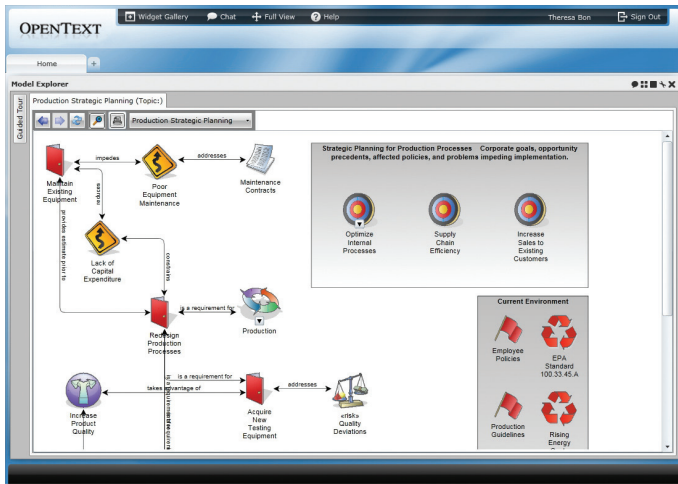 OPENTEXT
Widget Gallery
Chat
Full View
Help
Theresa Bon
Sign Out
Home
+
Model Explorer
Guided Tour
Production Strategic Planning (Topic:)
Production Strategic Planning
Maintain
Existing
Equipment
impedes
Poor
Equipment
Maintenance
addresses
Maintenance
Contracts
reduces
provides estimate prior to
Lack of
Capital
Expenditure
constrains
Redesign
Production
Processes
is a requirement for
Production
is a requirement for
takes advantage of
Increase
Product
Quality
Acquire
New
Testing
Equipment
addresses
«risk»
Quality
Deviations
Strategic Planning for Production Processes Corporate goals, opportunity
precedents, affected policies, and problems impeding implementation.
Optimize
Internal
Processes
Supply
Chain
Efficiency
Increase
Sales to
Existing
Customers
Current Environment
Employee
Policies
EPA
Standard
100.33.45.A
Production
Guidelines
Rising
Energy